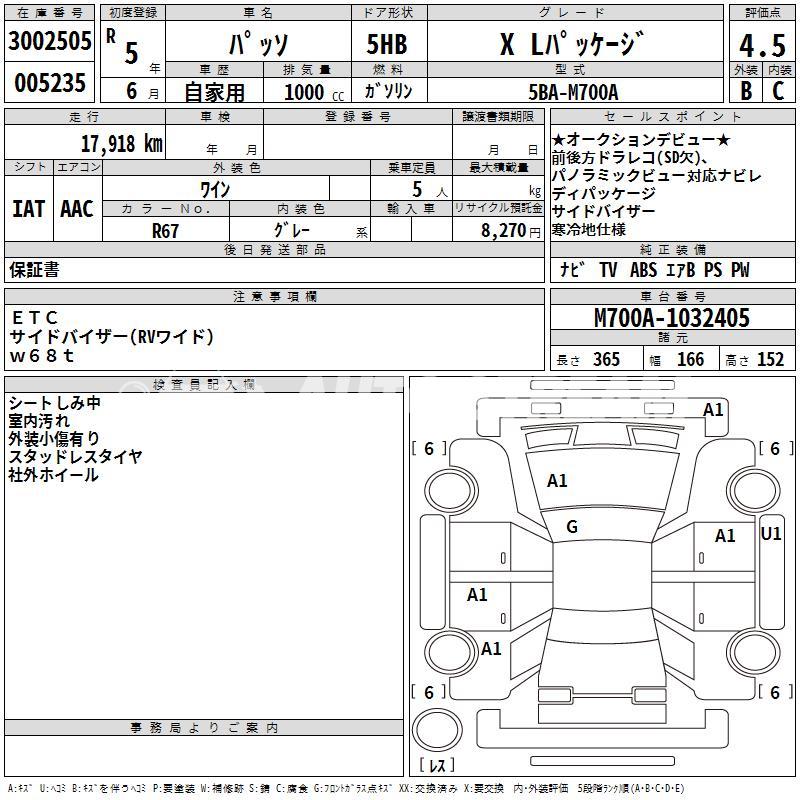 在庫番号 初度登録 車名 ドア形状 グレード 評価点
3002505 R 5 年 ﾊﾟｯｿ 5HB X Lﾊﾟｯｹｰｼﾞ 4.5
車歴 排気量 燃料 型式 外装 内装
005235 6 月 自家用 1000 CC ｶﾞｿﾘﾝ 5BA-M700A B C
走行 車検 登録番号 譲渡書類期限 セールスポイント
17,918 km 年 月 月 日
★オークションデビュー★
前後方ドラレコ(SD欠)、
パノラミックビュー対応ナビレ
ディパッケージ
サイドバイザー
寒冷地仕様
シフト エアコン 外装色 乗車定員 最大積載量
IAT AAC ﾜｲﾝ 5 人 kg
カラーNo. 内装色 輸入車 リサイクル預託金
R67 ｸﾞﾚｰ 系 8,270 円
後日発送部品 純正装備
保証書 ﾅﾋﾞ TV ABS ｴｱB PS PW
注意事項欄 車台番号
ＥＴＣ M700A-1032405
サイドバイザー(RVワイド) 諸元
ｗ６８ｔ 長さ 365 幅 166 高さ 152
検査員記入欄
シートしみ中
室内汚れ
外装小傷有り
スタッドレスタイヤ
社外ホイール
A1
[ 6 ] [ 6 ]
A1
G
A1 U1
A1
A1
[ 6 ] [ 6 ]
[ ﾚｽ ]
事務局よりご案内
A:ｷｽﾞ U:ﾍｺﾐ B:ｷｽﾞを伴うﾍｺﾐ P:要塗装 W:補修跡 S:錆 C:腐食 G:ﾌﾛﾝﾄｶﾞﾗｽ点ｷｽﾞ XX:交換済み X:要交換 内・外装評価 5段階ﾗﾝｸ順(A･B･C･D･E)